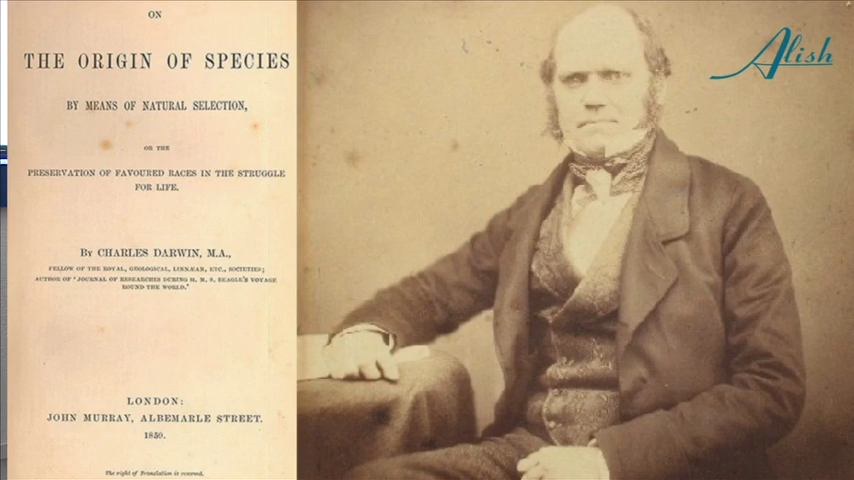 ON
THE ORIGIN OF SPECIES
BY MEANS OF NATURAL SELECTION,
OR THE
PRESERVATION OF FAVOURED RACES IN THE STRUGGLE
FOR LIFE.
BY CHARLES DARWIN, M.A.,
FELLOW OF THE ROYAL, GEOLOGICAL, LINNÆAN, ETC., SOCIETIES;
AUTHOR OF 'JOURNAL OF RESEARCHES DURING H. M. S. BEAGLE'S VOYAGE
ROUND THE WORLD.'
LONDON:
JOHN MURRAY, ALBEMARLE STREET.
1859.
The right of Translation is reserved.
Alish